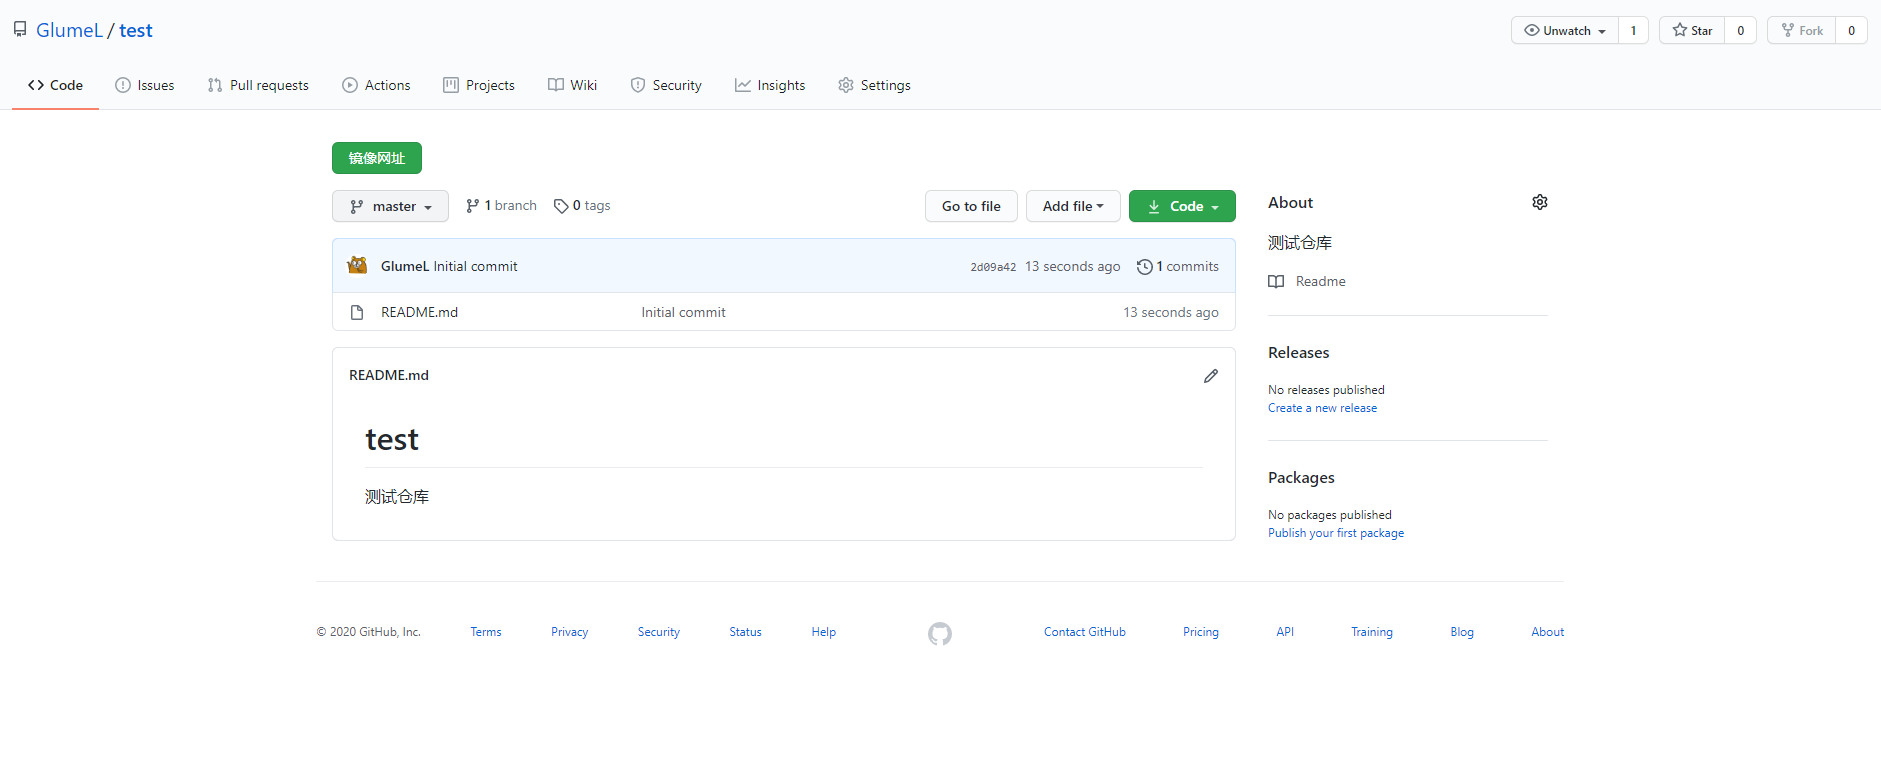 GlumeL / test
Unwatch 1 Star 0 Fork 0
Code Issues Pull requests Actions Projects Wiki Security Insights Settings
镜像网址
master 1 branch 0 tags Go to file Add file Code
GlumeL Initial commit 2d09a42 13 seconds ago 1 commits
README.md Initial commit 13 seconds ago
README.md
test
测试仓库
About
测试仓库
Readme
Releases
No releases published
Create a new release
Packages
No packages published
Publish your first package
© 2020 GitHub, Inc. Terms Privacy Security Status Help Contact GitHub Pricing API Training Blog About